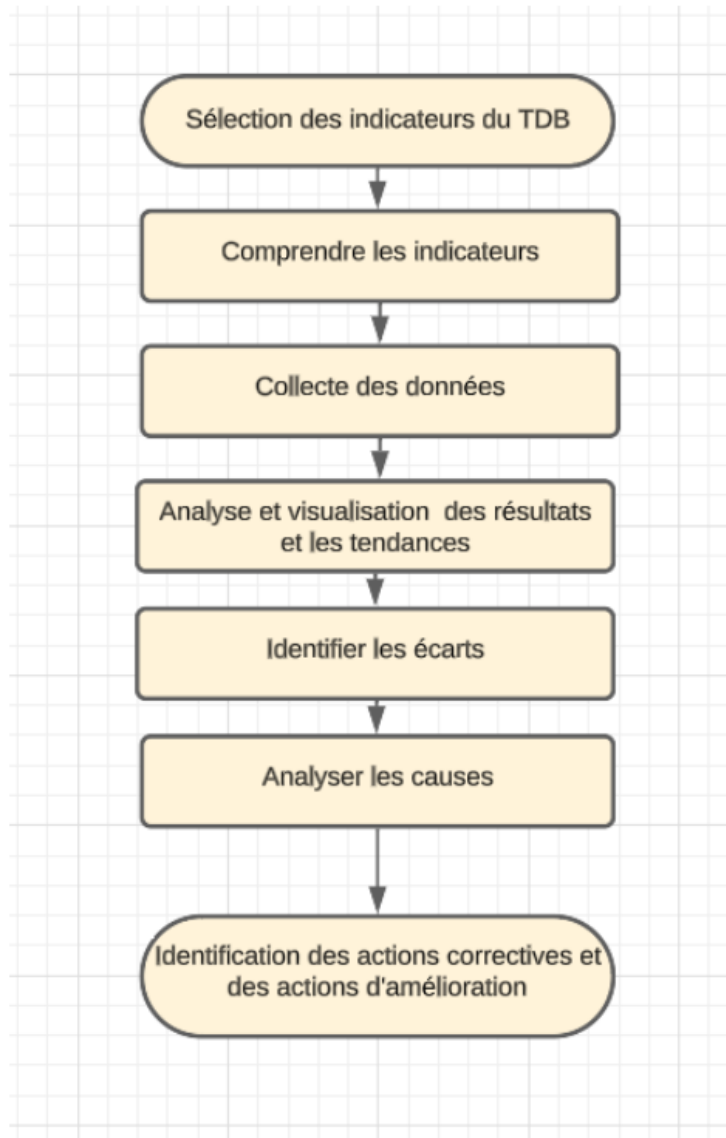 Sélection des indicateurs du TDB
Comprendre les indicateurs
Collecte des données
Analyse et visualisation des résultats
et les tendances
Identifier les écarts
Analyser les causes
Identification des actions correctives et
des actions d'amélioration